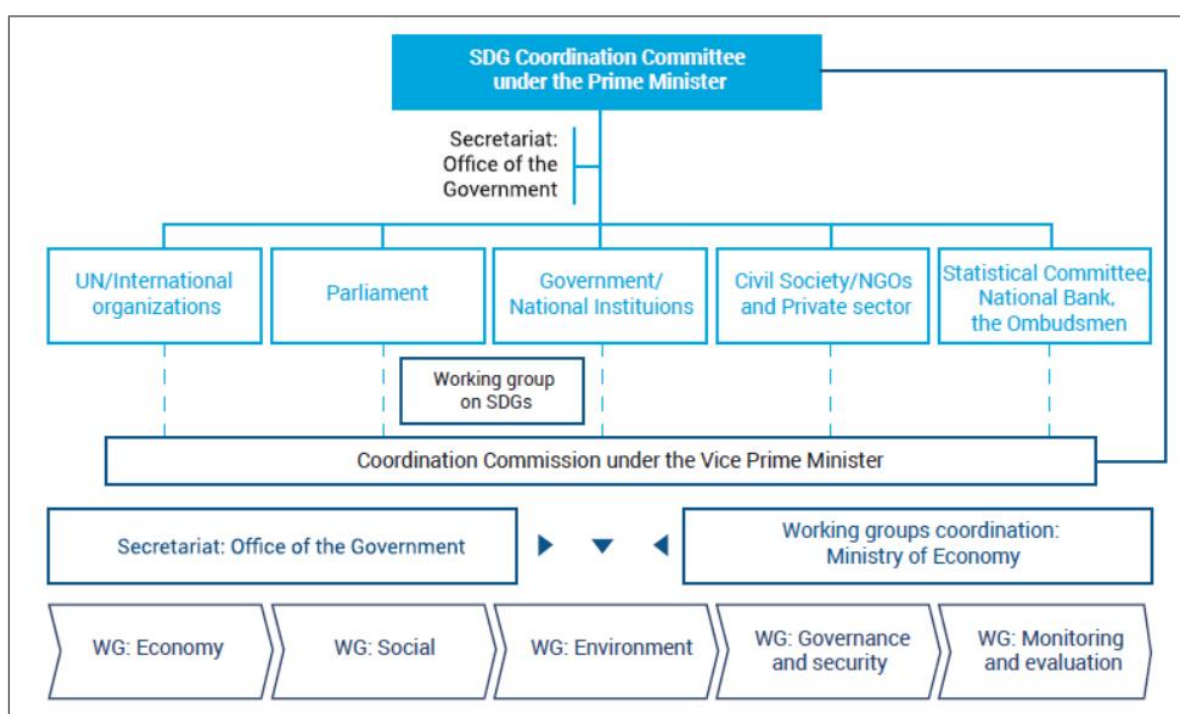 SDG Coordination Committee
under the Prime Minister
Secretariat:
Office of the
Government
UN/International
organizations
Parliament
Government/
National Instituions
Civil Society/NGOs
and Private sector
Statistical Committee,
National Bank,
the Ombudsmen
Working group
on SDGs
Coordination Commission under the Vice Prime Minister
Secretariat: Office of the Government
Working groups coordination:
Ministry of Economy
WG: Economy
WG: Social
WG: Environment
WG: Governance
and security
WG: Monitoring
and evaluation